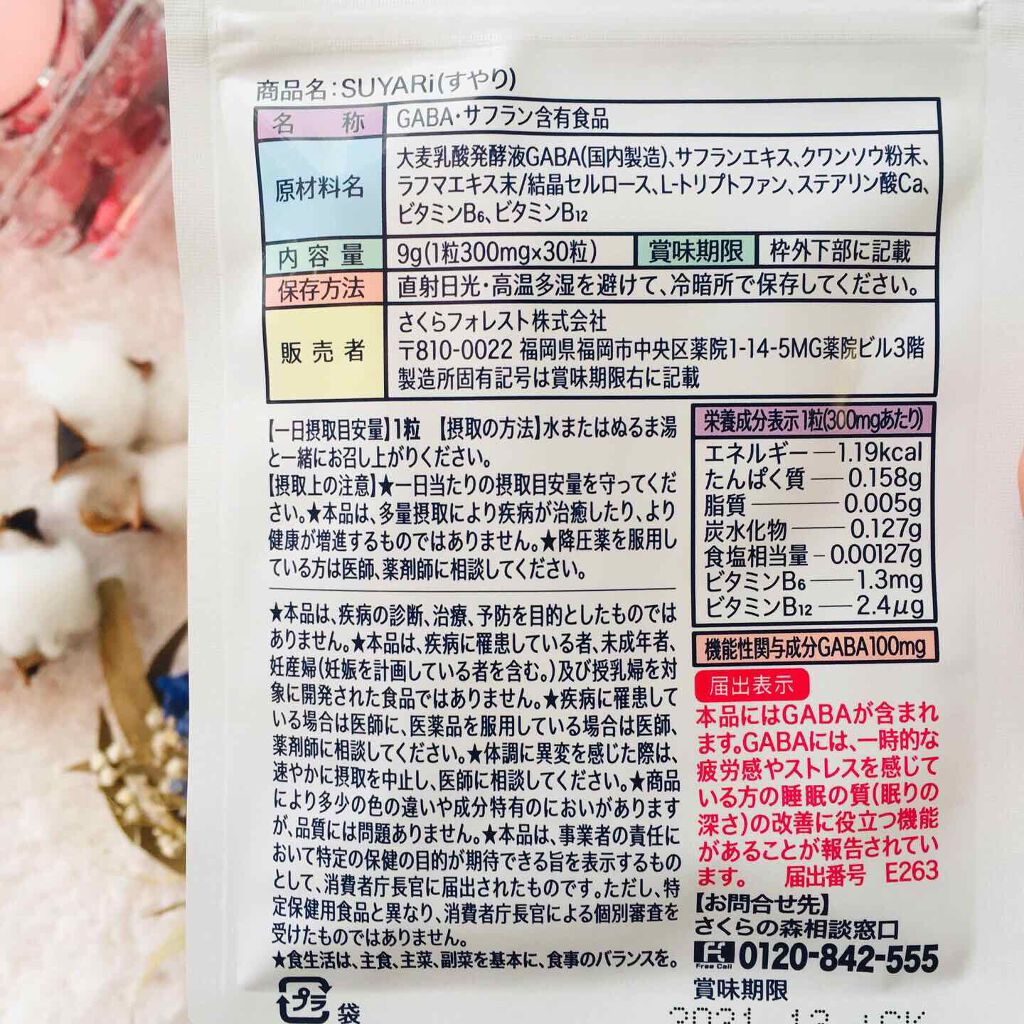 商品名:SUYARi(すやり)
名 称 GABA・サフラン含有食品
原材料名 大麦乳酸発酵液GABA(国内製造)、サフランエキス、クワンソウ粉末、
ラフマエキス末/結晶セルロース、L-トリプトファン、ステアリン酸Ca、
ビタミンB₆、ビタミンB₁₂
内容量 9g(1粒300mg×30粒) 賞味期限 枠外下部に記載
保存方法 直射日光・高温多湿を避けて、冷暗所で保存してください。
販売者 さくらフォレスト株式会社
〒810-0022 福岡県福岡市中央区薬院1-14-5MG薬院ビル3階
製造所固有記号は賞味期限右に記載
【一日摂取目安量】1粒 【摂取の方法】水またはぬるま湯
と一緒にお召し上がりください。
【摂取上の注意】★一日当たりの摂取目安量を守ってくだ
さい。★本品は、多量摂取により疾病が治癒したり、より
健康が増進するものではありません。★降圧薬を服用し
ている方は医師、薬剤師に相談してください。
★本品は、疾病の診断、治療、予防を目的としたものでは
ありません。★本品は、疾病に罹患している者、未成年者、
妊産婦(妊娠を計画している者を含む。)及び授乳婦を対
象に開発された食品ではありません。★疾病に罹患して
いる場合は医師に、医薬品を服用している場合は医師、
薬剤師に相談してください。★体調に異変を感じた際は、
速やかに摂取を中止し、医師に相談してください。★商品
により多少の色の違いや成分特有のにおいがあります
が、品質には問題ありません。★本品は、事業者の責任に
おいて特定の保健の目的が期待できる旨を表示するもの
として、消費者庁長官に届出されたものです。ただし、特
定保健用食品と異なり、消費者庁長官による個別審査を
受けたものではありません。
★食生活は、主食、主菜、副菜を基本に、食事のバランスを。
プラ 袋
栄養成分表示 1粒(300mgあたり)
エネルギー―1.19kcal
たんぱく質―0.158g
脂質―0.005g
炭水化物―0.127g
食塩相当量–0.00127g
ビタミンB₆―1.3mg
ビタミンB₁₂―2.4μg
機能性関与成分GABA100mg
届出表示
本品にはGABAが含まれ
ます。GABAには、一時的な
疲労感やストレスを感じて
いる方の睡眠の質(眠りの
深さ)の改善に役立つ機能
があることが報告されてい
ます。 届出番号 E263
【お問合せ先】
さくらの森相談窓口
Free Call 0120-842-555
賞味期限